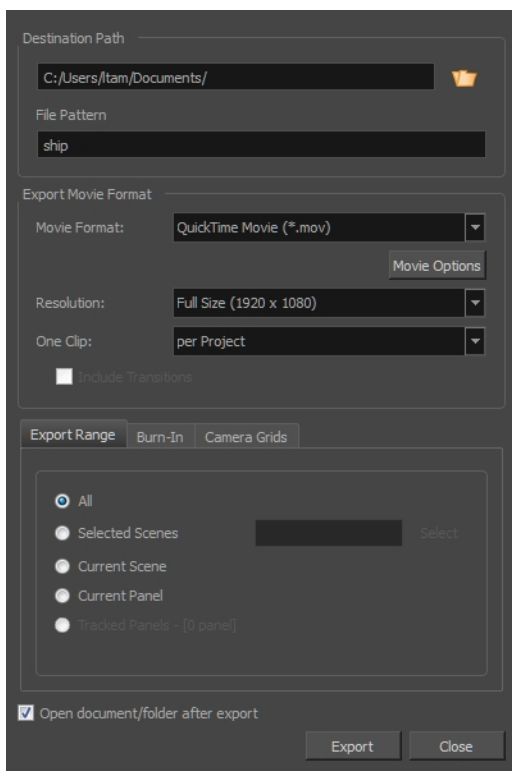 Destination Path
C:/Users/ltam/Documents/
File Pattern
ship
Export Movie Format
Movie Format: QuickTime Movie (*.mov)
Movie Options
Resolution: Full Size (1920 x 1080)
One Clip: per Project
Include Transitions
Export Range Burn-In Camera Grids
All
Selected Scenes Select
Current Scene
Current Panel
Tracked Panels - [0 panel]
Open document/folder after export
Export Close